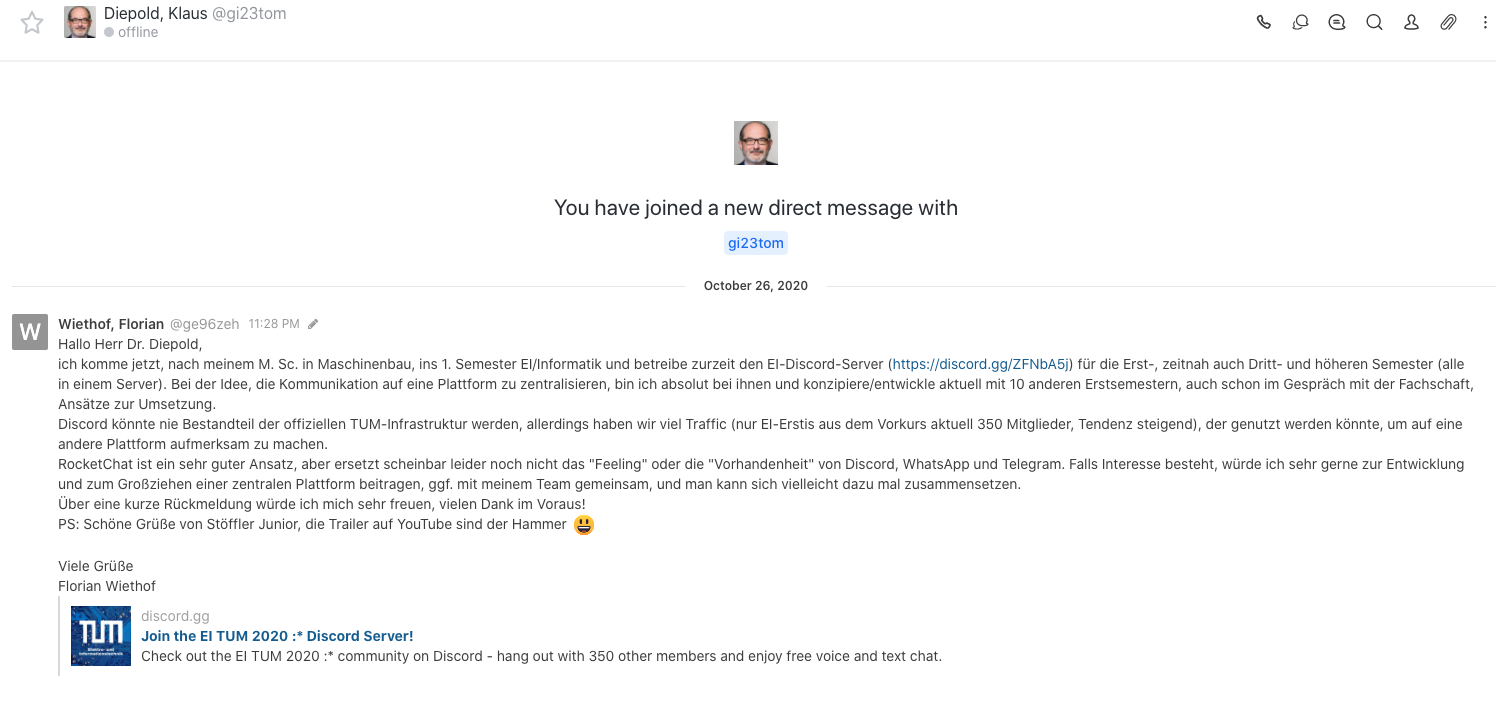 Diepold, Klaus @gi23tom
offline
You have joined a new direct message with
gi23tom
October 26, 2020
W
Wiethof, Florian @ge96zeh 11:28 PM
Hallo Herr Dr. Diepold,
ich komme jetzt, nach meinem M. Sc. in Maschinenbau, ins 1. Semester EI/Informatik und betreibe zurzeit den EI-Discord-Server (https://discord.gg/ZFNbA5j) für die Erst-, zeitnah auch Dritt- und höheren Semester (alle
in einem Server). Bei der Idee, die Kommunikation auf eine Plattform zu zentralisieren, bin ich absolut bei ihnen und konzipiere/entwickle aktuell mit 10 anderen Erstsemestern, auch schon im Gespräch mit der Fachschaft,
Ansätze zur Umsetzung.
Discord könnte nie Bestandteil der offiziellen TUM-Infrastruktur werden, allerdings haben wir viel Traffic (nur EI-Erstis aus dem Vorkurs aktuell 350 Mitglieder, Tendenz steigend), der genutzt werden könnte, um auf eine
andere Plattform aufmerksam zu machen.
RocketChat ist ein sehr guter Ansatz, aber ersetzt scheinbar leider noch nicht das "Feeling" oder die "Vorhandenheit" von Discord, WhatsApp und Telegram. Falls Interesse besteht, würde ich sehr gerne zur Entwicklung
und zum Großziehen einer zentralen Plattform beitragen, ggf. mit meinem Team gemeinsam, und man kann sich vielleicht dazu mal zusammensetzen.
Über eine kurze Rückmeldung würde ich mich sehr freuen, vielen Dank im Voraus!
PS: Schöne Grüße von Stöffler Junior, die Trailer auf YouTube sind der Hammer 😃
Viele Grüße
Florian Wiethof
discord.gg
TUM
Elektro- und
Informationstechnik
Join the EI TUM 2020 :* Discord Server!
Check out the EI TUM 2020 :* community on Discord - hang out with 350 other members and enjoy free voice and text chat.